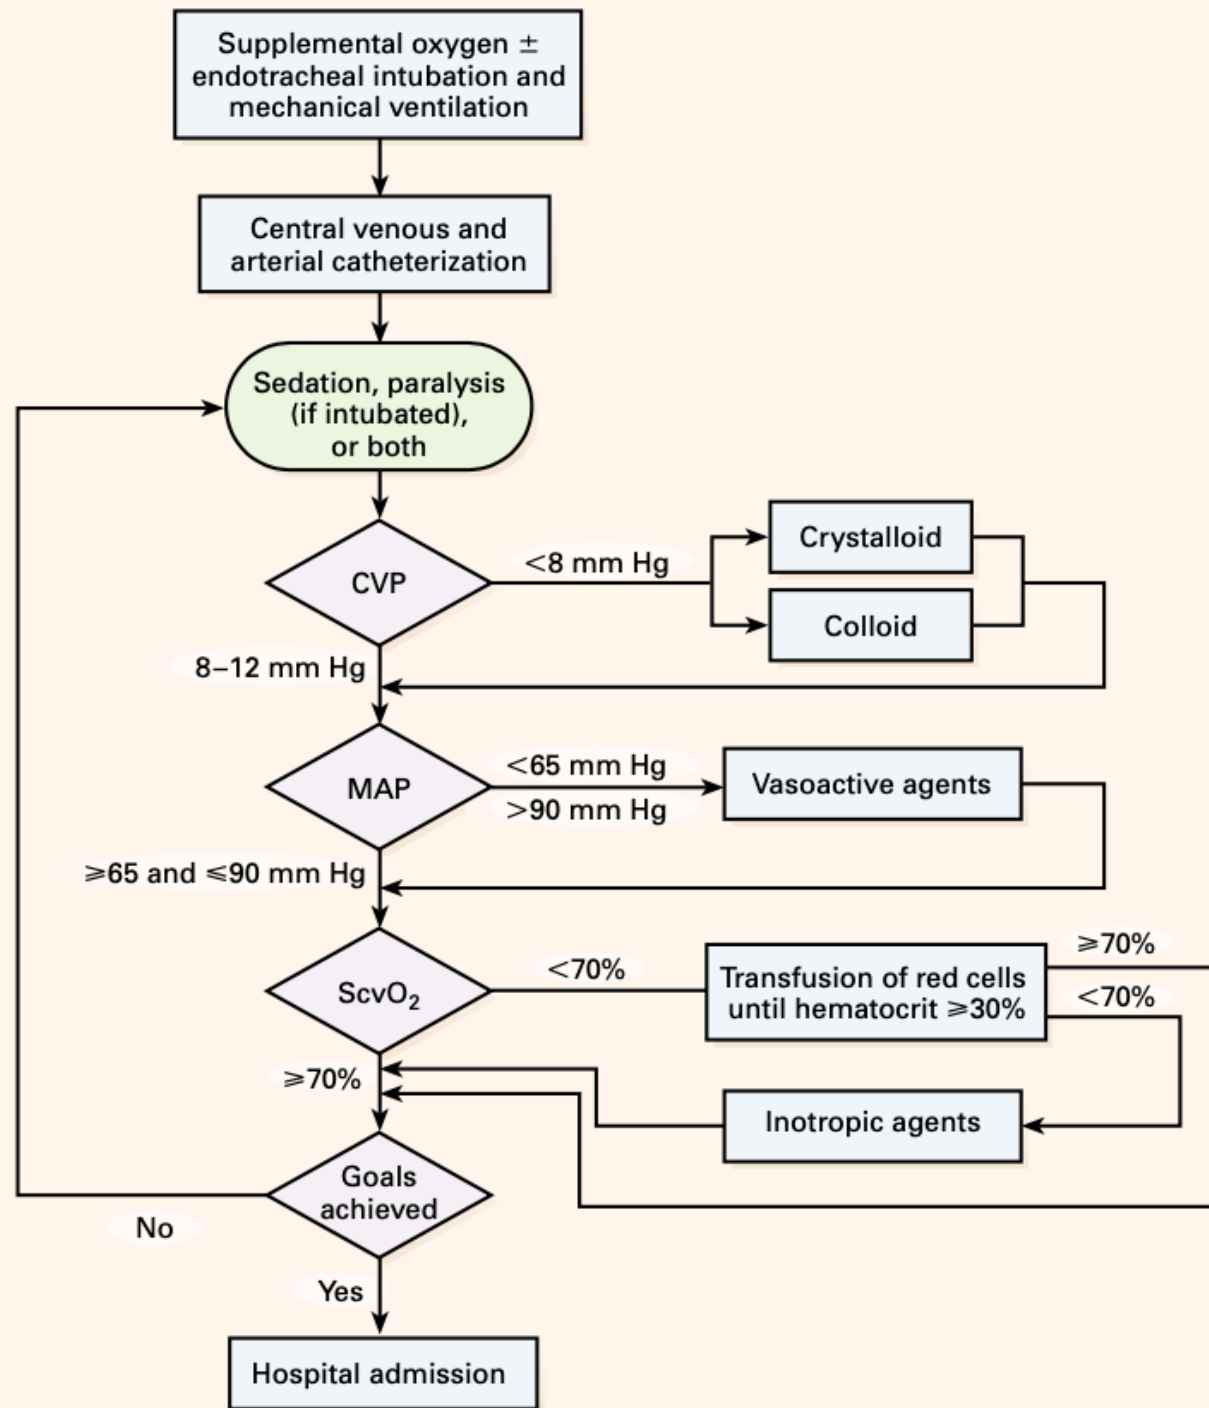 Supplemental oxygen ±
endotracheal intubation and
mechanical ventilation
Central venous and
arterial catheterization
Sedation, paralysis
(if intubated),
or both
CVP
<8 mm Hg
Crystalloid
Colloid
8–12 mm Hg
MAP
<65 mm Hg
>90 mm Hg
Vasoactive agents
⩾65 and ⩽90 mm Hg
ScvO₂
<70%
Transfusion of red cells
until hematocrit ⩾30%
⩾70%
<70%
⩾70%
Inotropic agents
Goals
achieved
No
Yes
Hospital admission